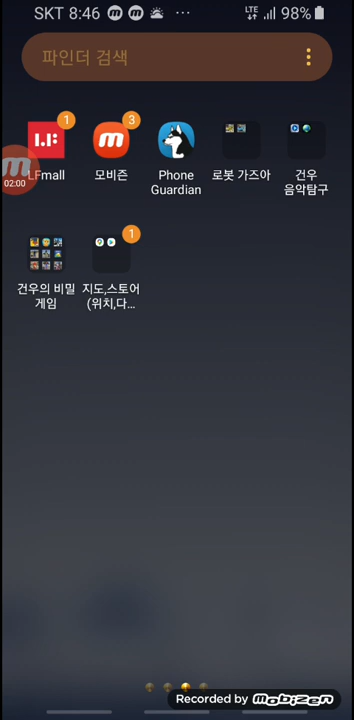 SKT 8:46
LTE
98%
파인더 검색
1
3
LFmall
모비즌
Phone
Guardian
로봇 가즈아
건우
음악탐구
02:00
1
건우의 비밀
게임
지도,스토어
(위치,다...
Recorded by mobizen